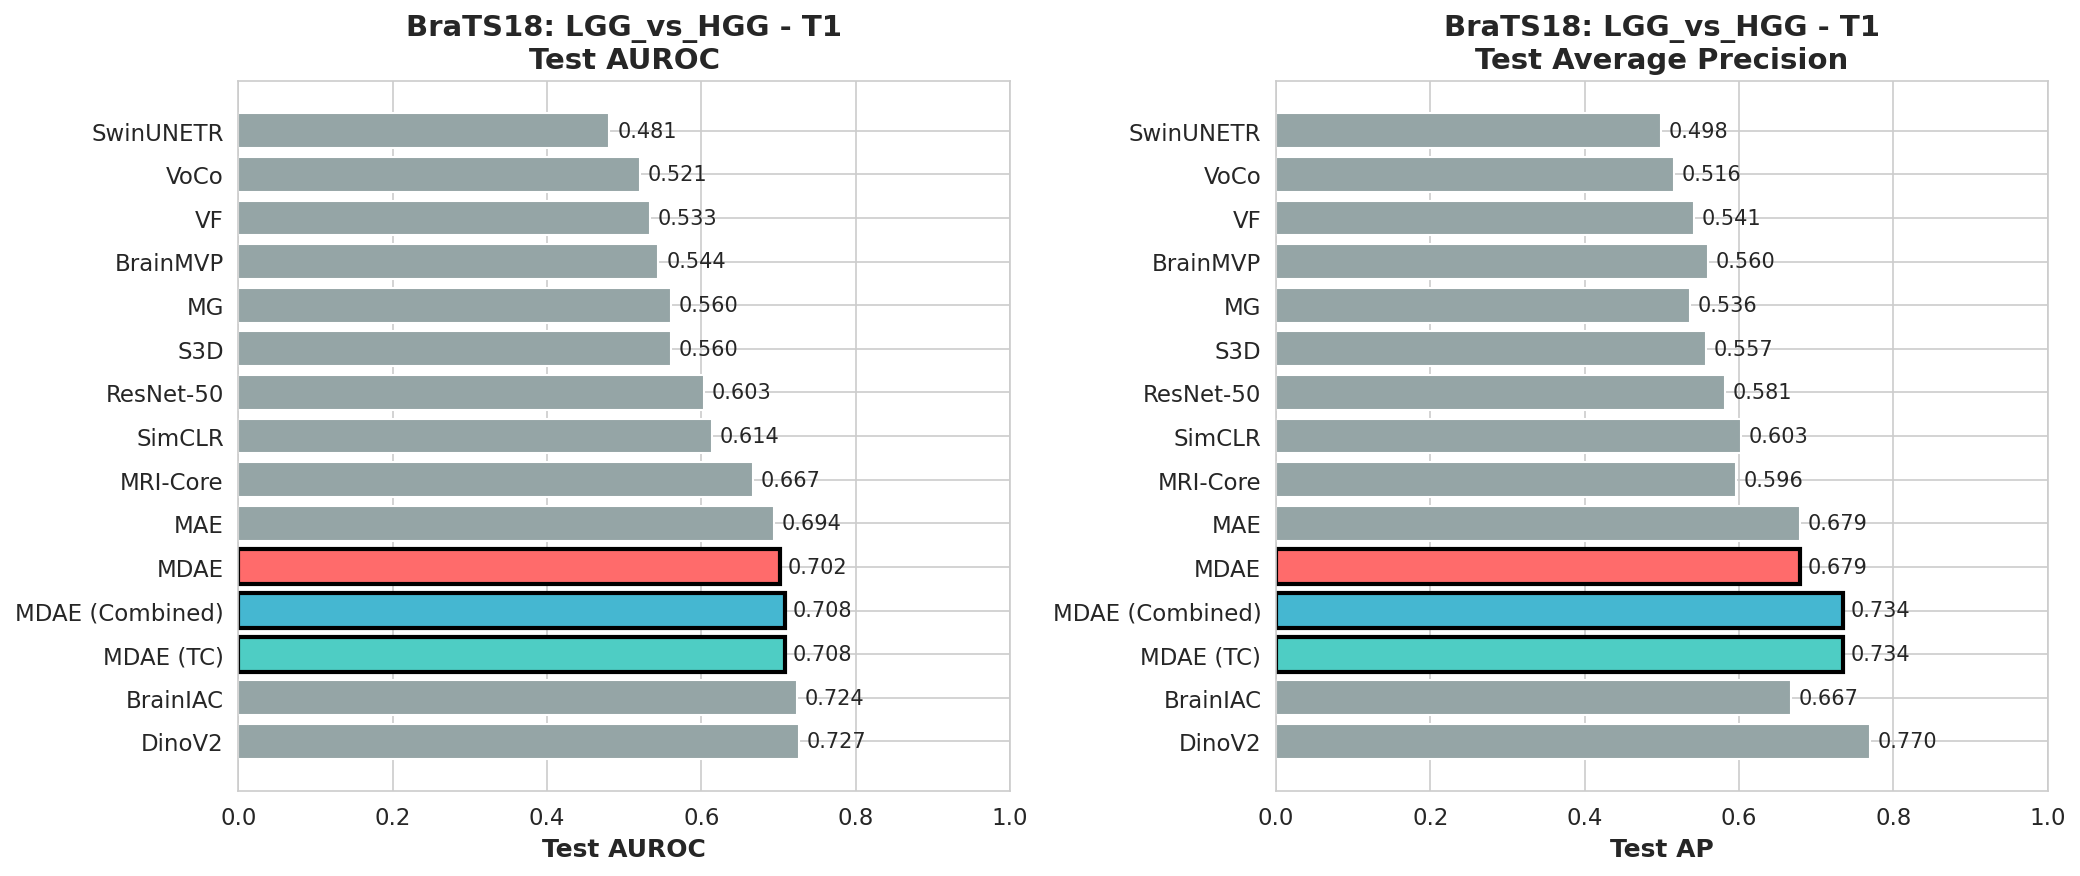 BraTS18: LGG_vs_HGG - T1
Test AUROC
SwinUNETR
0.481
VoCo
0.521
VF
0.533
BrainMVP
0.544
MG
0.560
S3D
0.560
ResNet-50
0.603
SimCLR
0.614
MRI-Core
0.667
MAE
0.694
MDAE
0.702
MDAE (Combined)
0.708
MDAE (TC)
0.708
BrainIAC
0.724
DinoV2
0.727
0.0 0.2 0.4 0.6 0.8 1.0
Test AUROC
BraTS18: LGG_vs_HGG - T1
Test Average Precision
SwinUNETR
0.498
VoCo
0.516
VF
0.541
BrainMVP
0.560
MG
0.536
S3D
0.557
ResNet-50
0.581
SimCLR
0.603
MRI-Core
0.596
MAE
0.679
MDAE
0.679
MDAE (Combined)
0.734
MDAE (TC)
0.734
BrainIAC
0.667
DinoV2
0.770
0.0 0.2 0.4 0.6 0.8 1.0
Test AP